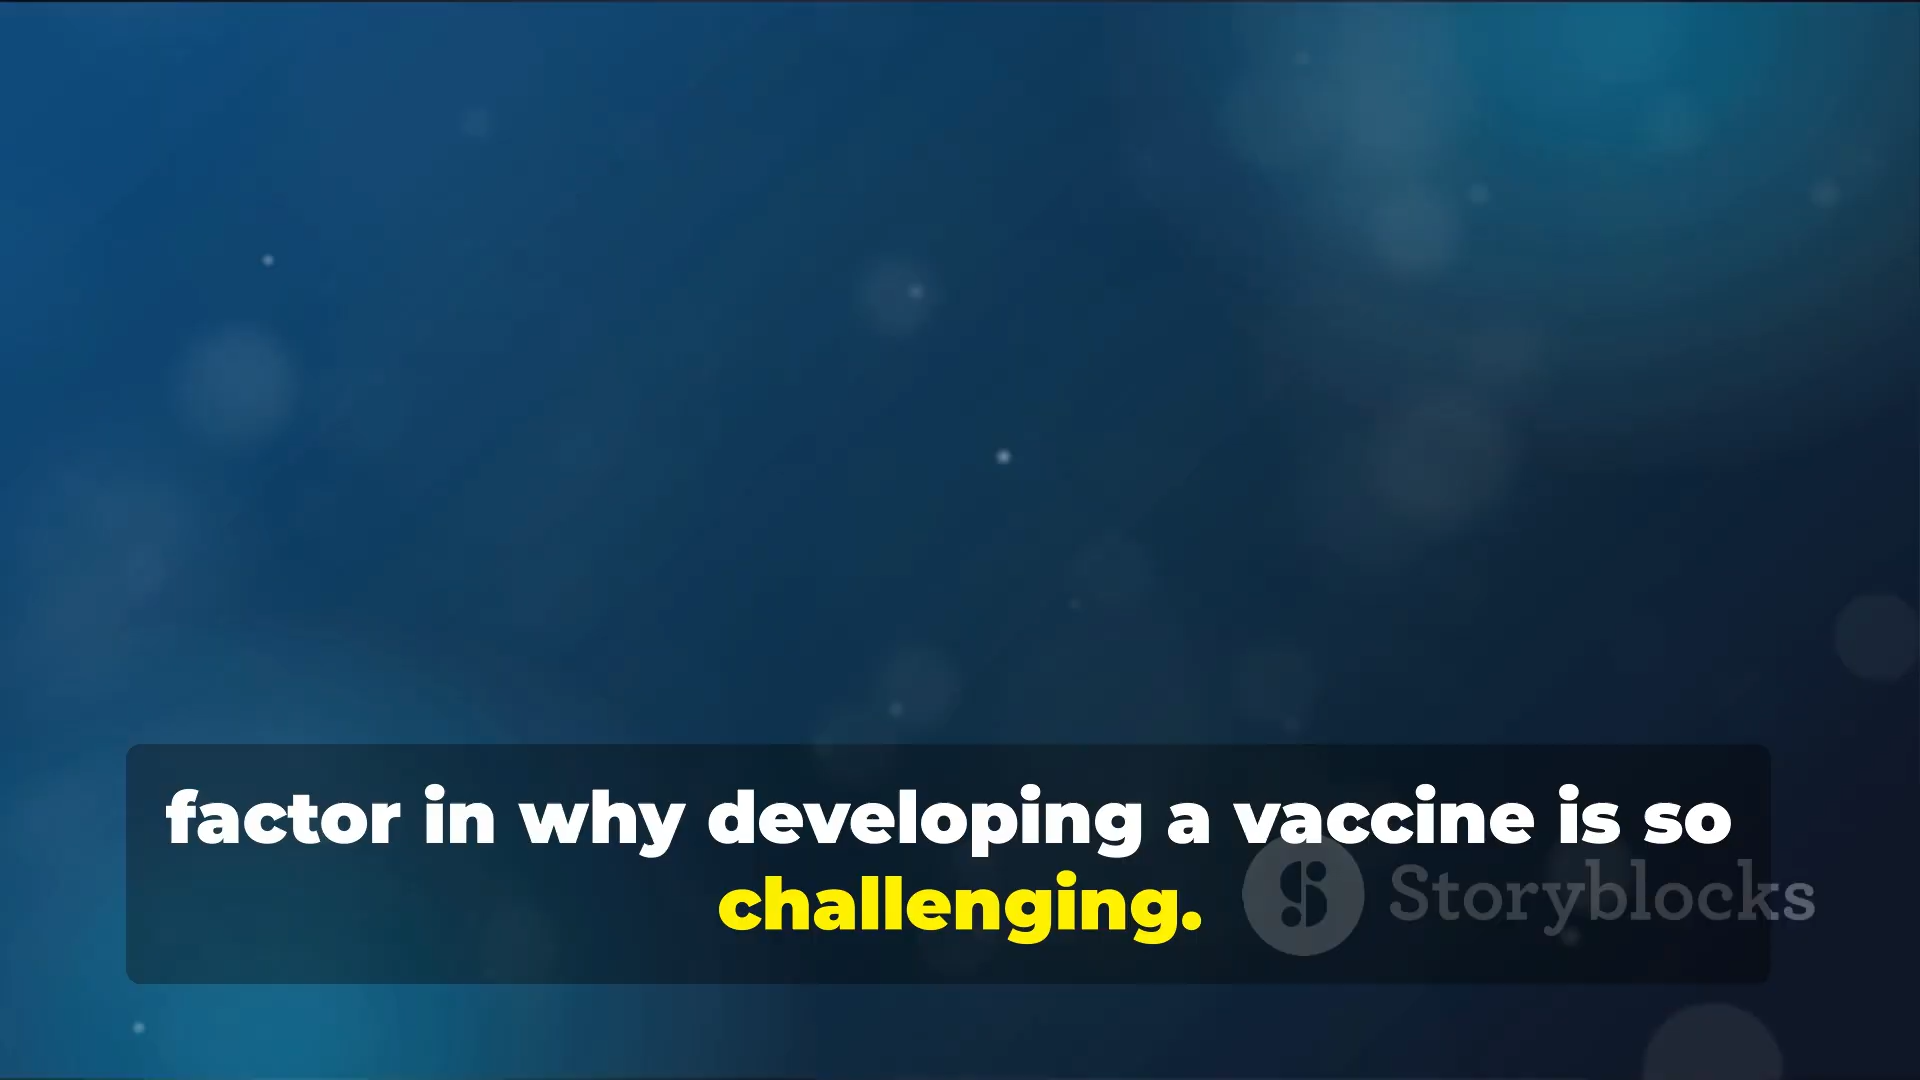 factor in why developing a vaccine is so
challenging.
Storyblocks